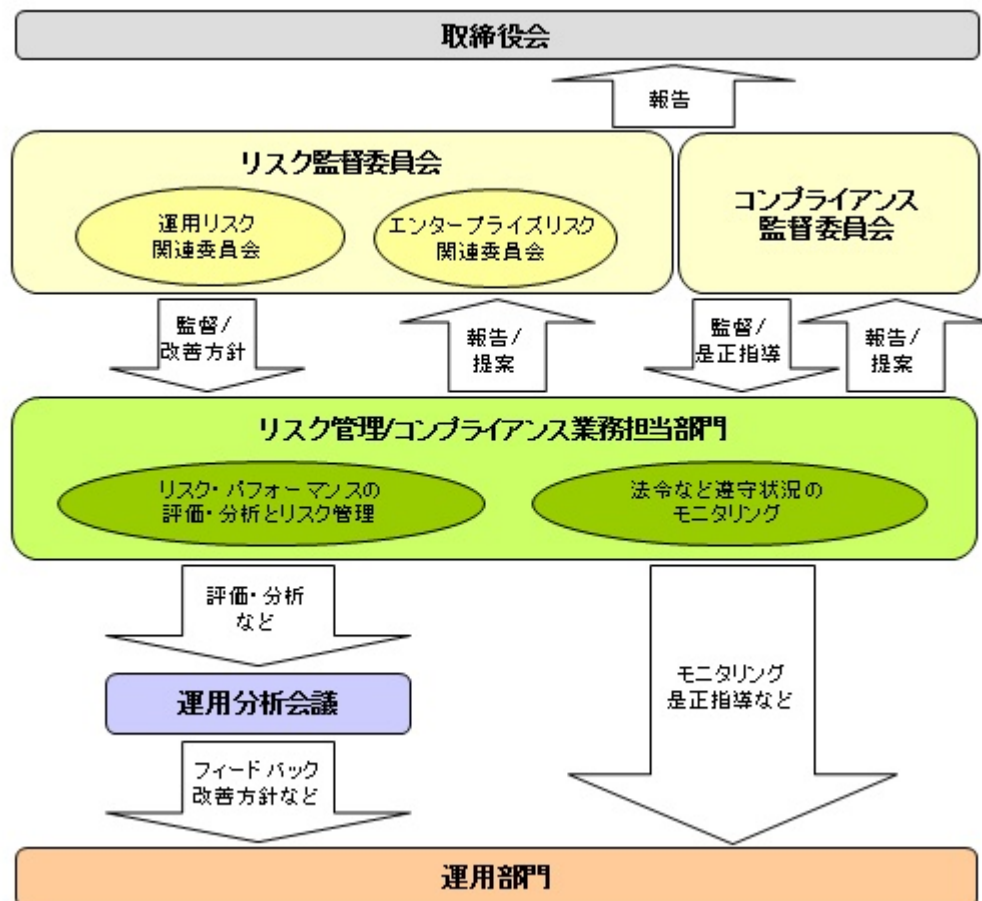 取締役会
報告
リスク監督委員会
運用リスク
関連委員会
エンタープライズリスク
関連委員会
コンプライアンス
監督委員会
監督/
改善方針
報告/
提案
監督/
是正指導
報告/
提案
リスク管理/コンプライアンス業務担当部門
リスク・パフォーマンスの
評価・分析とリスク管理
法令など遵守状況の
モニタリング
評価・分析
など
運用分析会議
モニタリング
是正指導など
フィードバック
改善方針など
運用部門